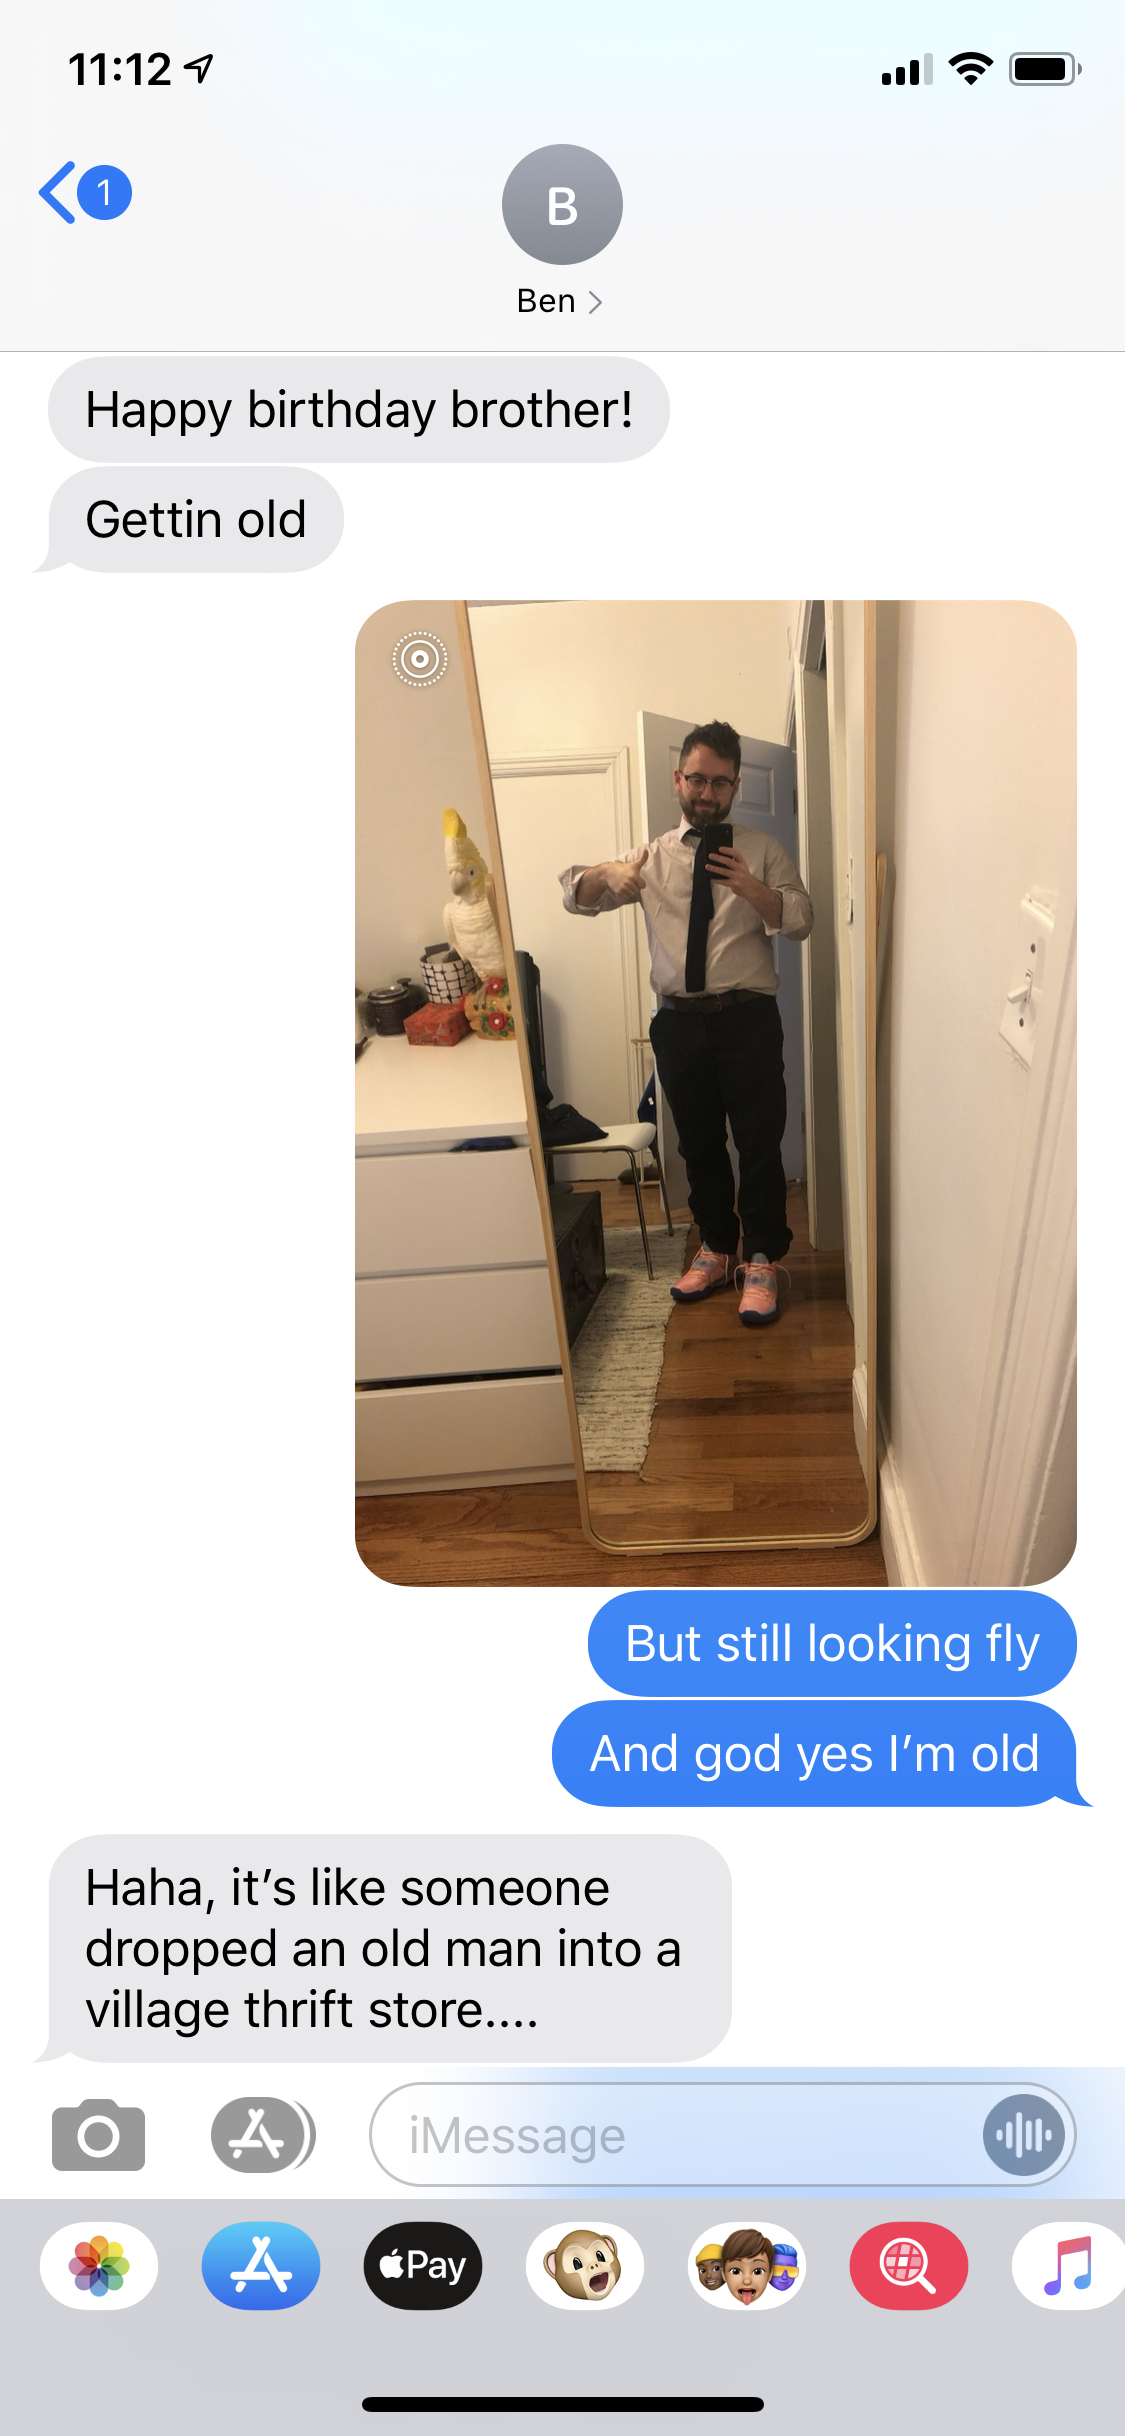 11:12
1
B
Ben
Happy birthday brother!
Gettin old
But still looking fly
And god yes I’m old
Haha, it’s like someone
dropped an old man into a
village thrift store....
iMessage
Pay